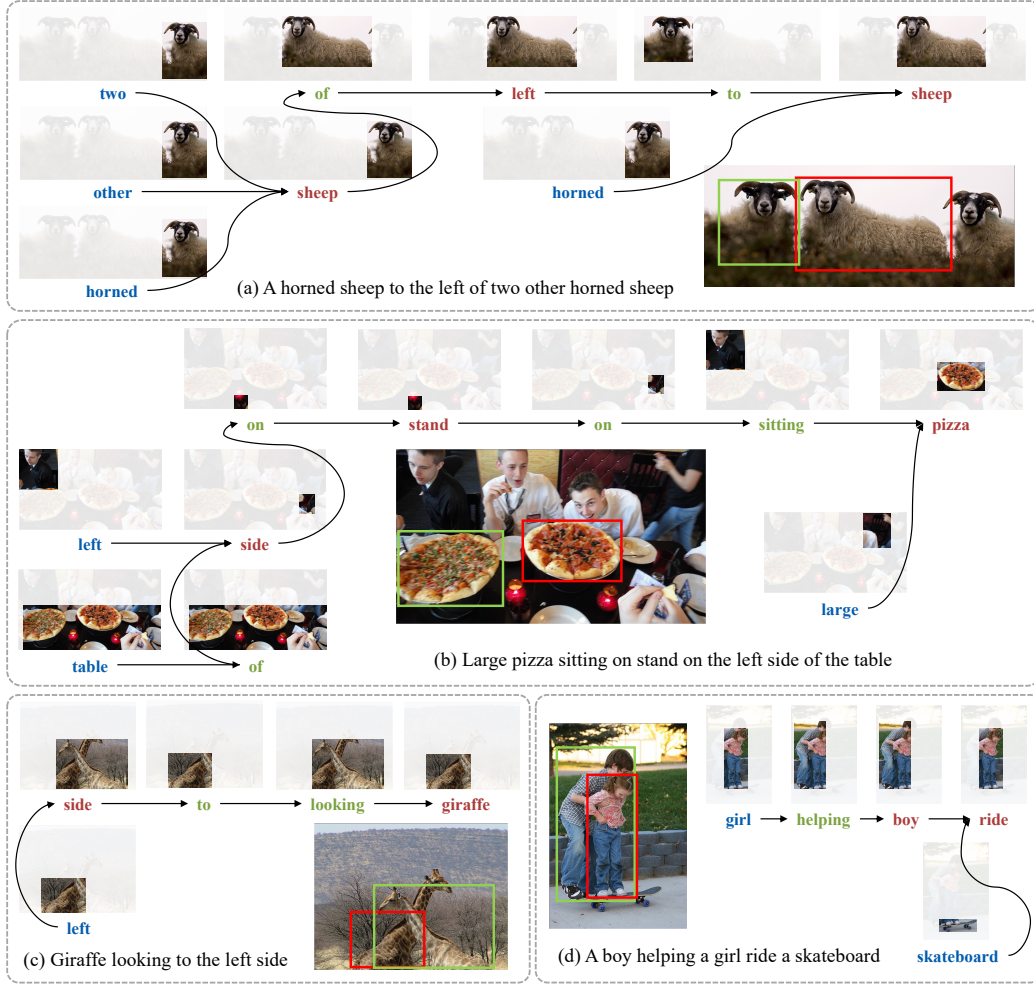 of
left
to
sheep
two
other
sheep
horned
horned
(a) A horned sheep to the left of two other horned sheep
on
stand
on
sitting
pizza
left
side
large
table
of
(b) Large pizza sitting on stand on the left side of the table
side
to
looking
giraffe
left
(c) Giraffe looking to the left side
girl
helping
boy
ride
skateboard
(d) A boy helping a girl ride a skateboard